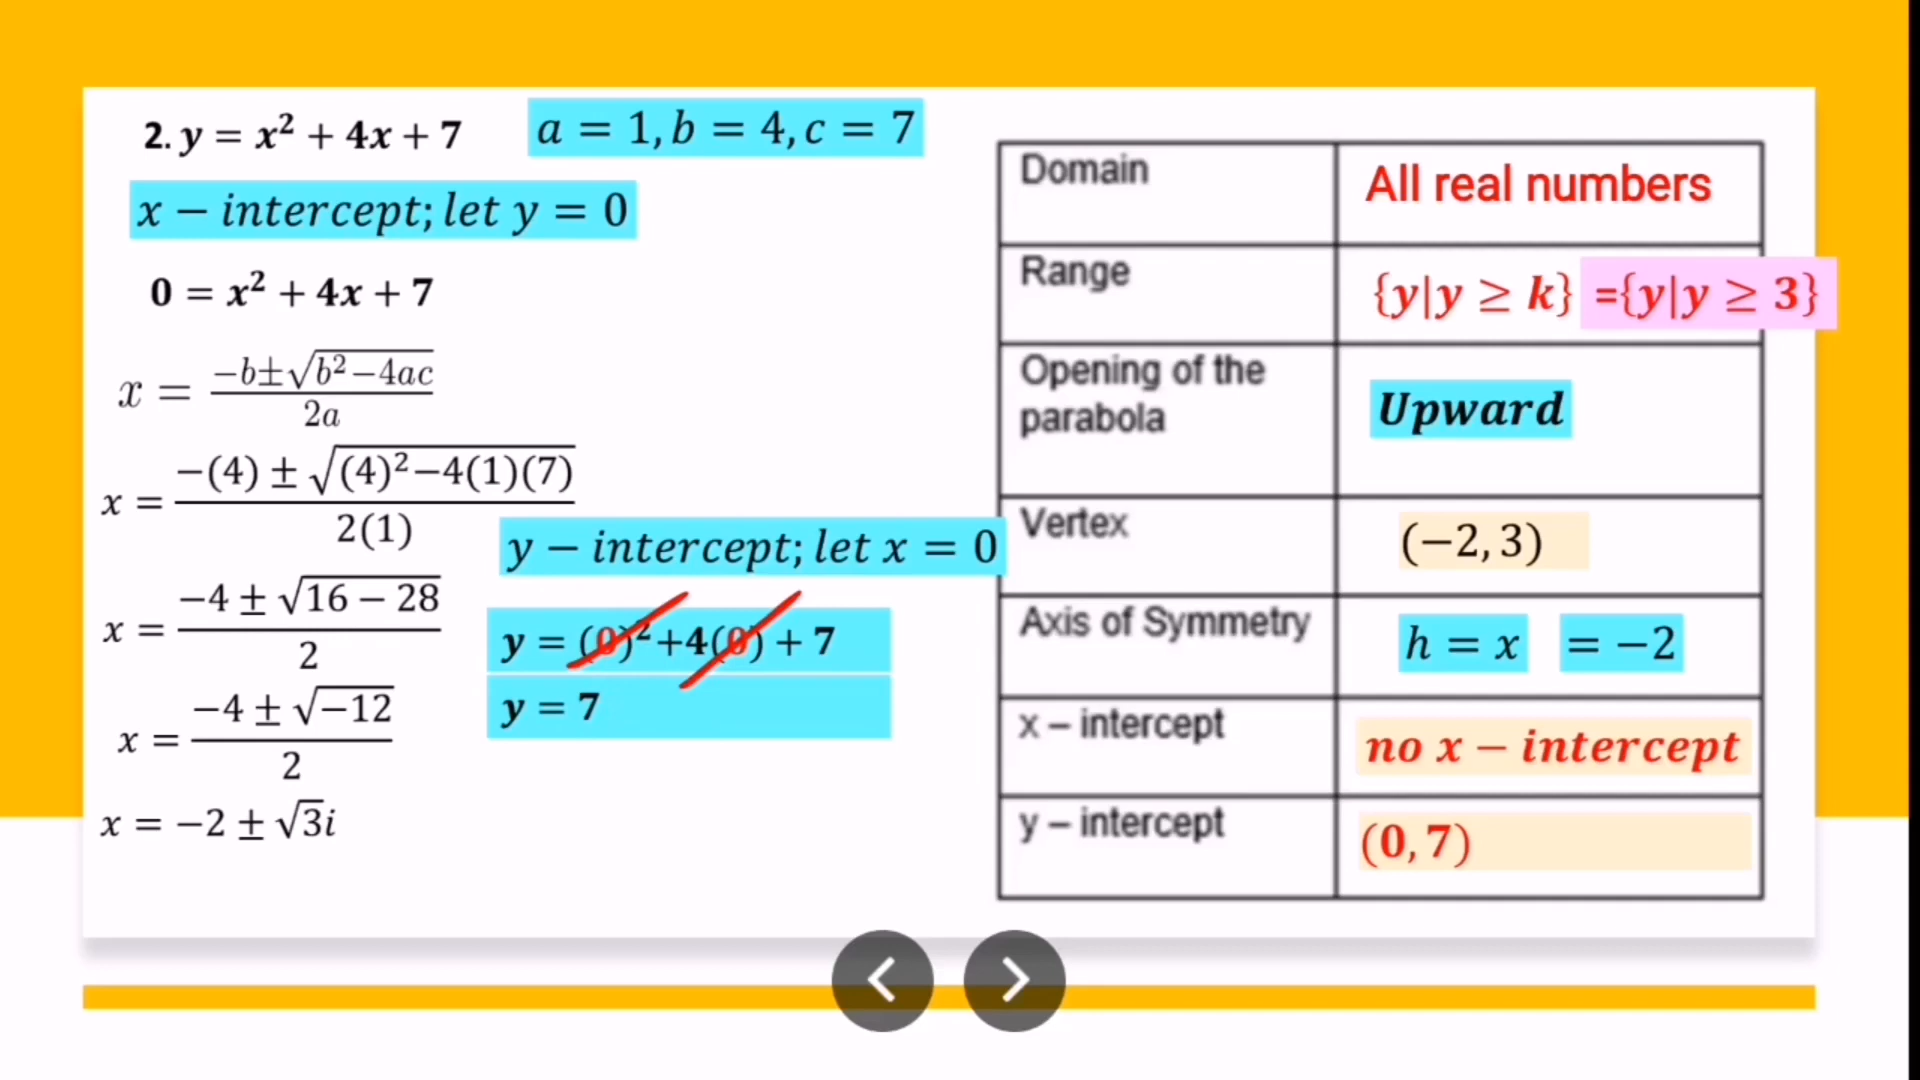 2. y = x² + 4x + 7
a = 1, b = 4, c = 7
x − intercept; let y = 0
0 = x² + 4x + 7
x = (−b±√(b²−4ac))/(2a)
x = (−(4) ± √((4)²−4(1)(7)))/(2(1))
x = (−4 ± √(16 − 28))/2
x = (−4 ± √(−12))/2
x = −2 ± √3i
y − intercept; let x = 0
y = (0)²+4(0) + 7
y = 7
Domain
All real numbers
Range
{y|y ≥ k} ={y|y ≥ 3}
Opening of the
parabola
Upward
Vertex
(−2, 3)
Axis of Symmetry
h = x = −2
x – intercept
no x − intercept
y – intercept
(0, 7)